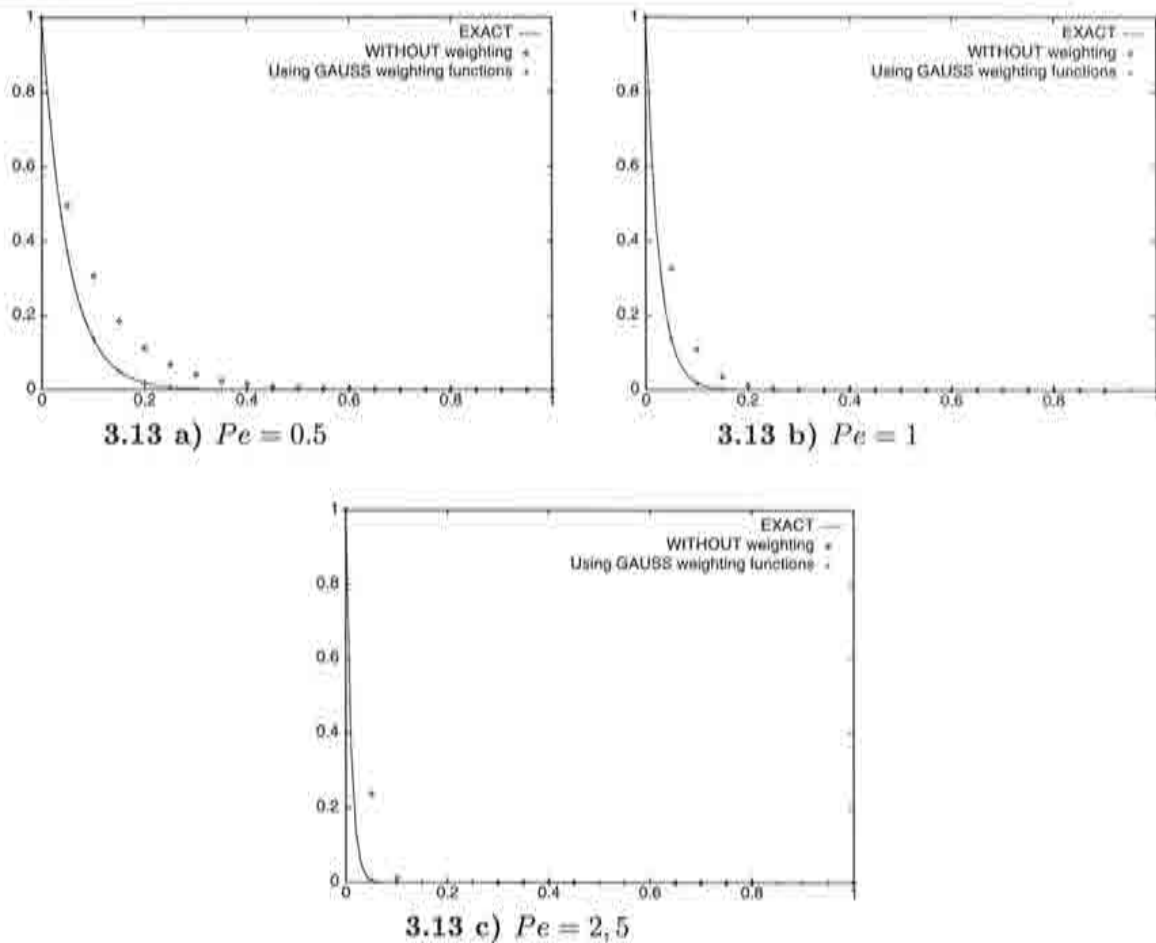 1
EXACT
WITHOUT weighting
Using GAUSS weighting functions
0.8
0.6
0.4
0.2
0
0 0.2 0.4 0.6 0.8 1
3.13 a) Pe = 0.5
1
EXACT
WITHOUT weighting
Using GAUSS weighting functions
0.8
0.6
0.4
0.2
0
0 0.2 0.4 0.6 0.8
3.13 b) Pe = 1
1
EXACT
WITHOUT weighting
Using GAUSS weighting functions
0.8
0.6
0.4
0.2
0
0 0.2 0.4 0.6 0.8 1
3.13 c) Pe = 2,5